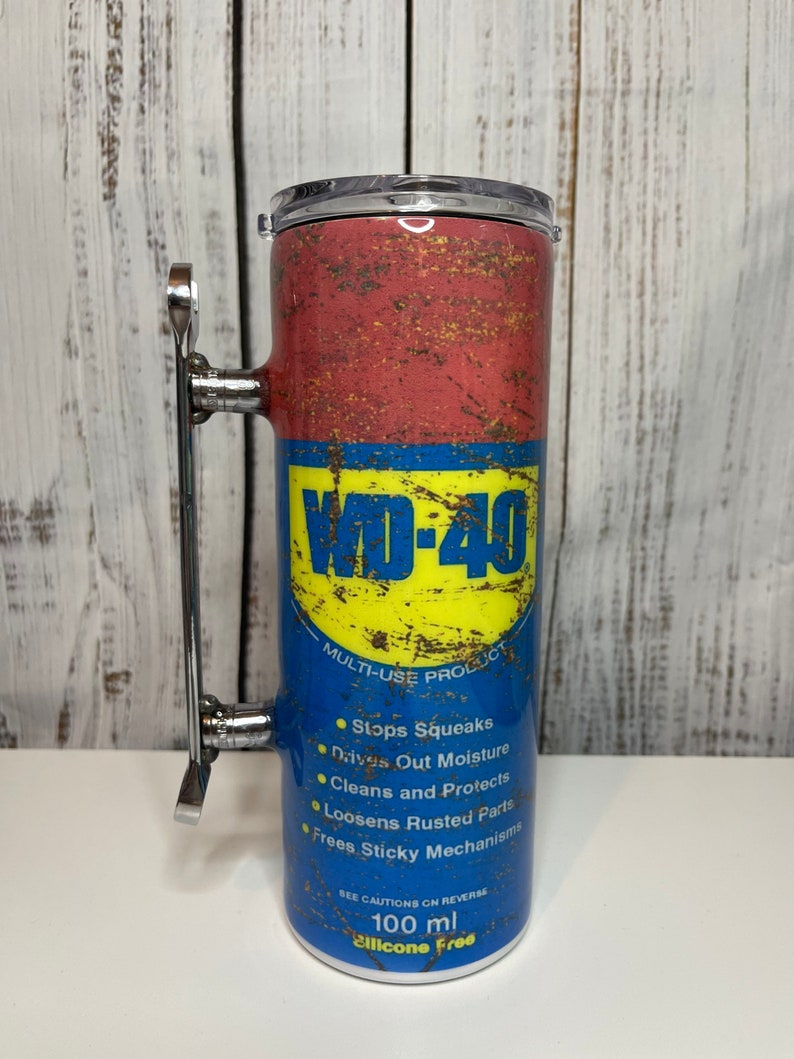 WD-40
®
MULTI-USE PRODUCT
Stops Squeaks
Drives Out Moisture
Cleans and Protects
Loosens Rusted Parts
Frees Sticky Mechanisms
SEE CAUTIONS ON REVERSE
100 ml
Silicone Free